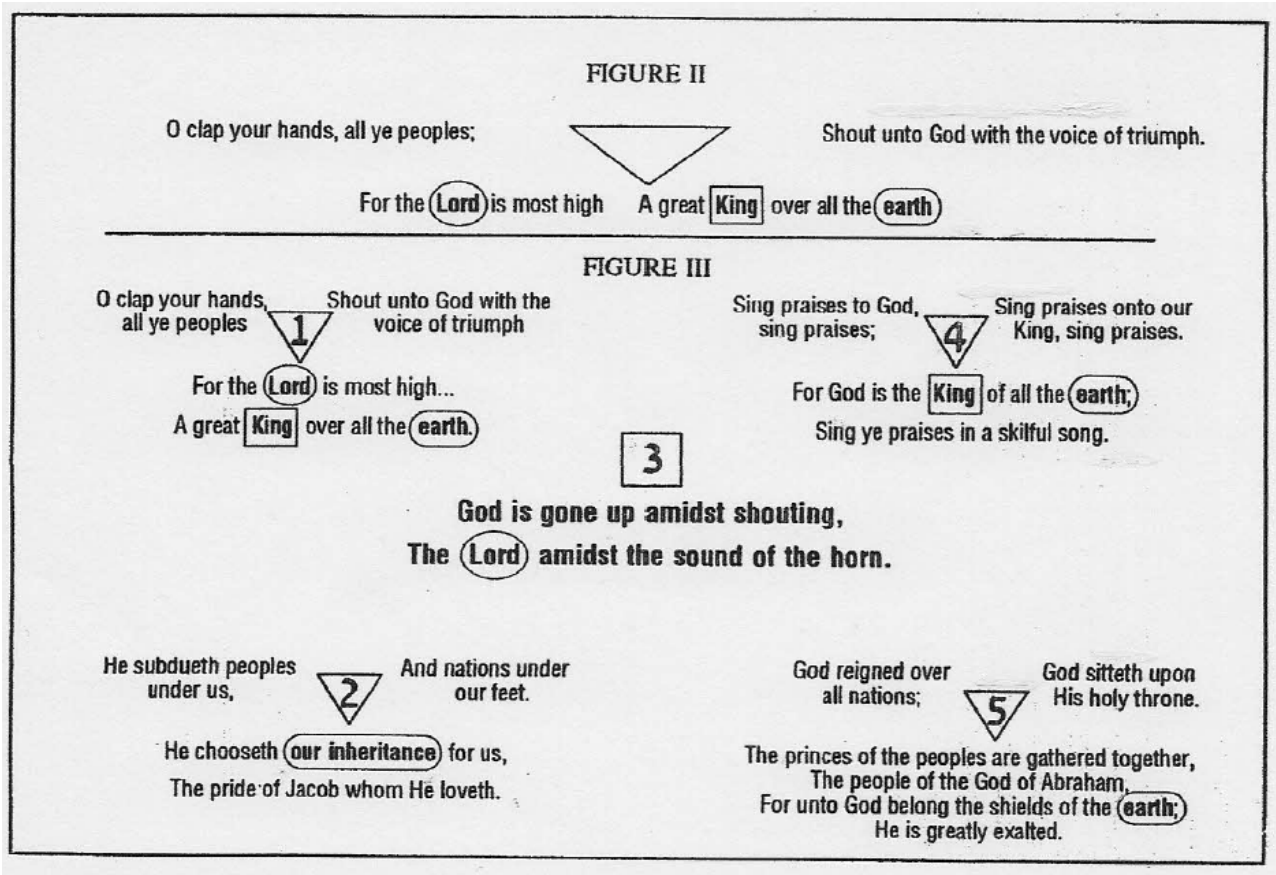 FIGURE II
O clap your hands, all ye peoples;
Shout unto God with the voice of triumph.
For the Lord is most high A great King over all the earth
FIGURE III
O clap your hands,
all ye peoples
1
Shout unto God with the
voice of triumph
For the Lord is most high...
A great King over all the earth.
Sing praises to God,
sing praises;
4
Sing praises onto our
King, sing praises.
For God is the King of all the earth;
Sing ye praises in a skilful song.
3
God is gone up amidst shouting,
The Lord amidst the sound of the horn.
He subdueth peoples
under us,
2
And nations under
our feet.
He chooseth our inheritance for us,
The pride of Jacob whom He loveth.
God reigned over
all nations;
5
God sitteth upon
His holy throne.
The princes of the peoples are gathered together,
The people of the God of Abraham,
For unto God belong the shields of the earth;
He is greatly exalted.